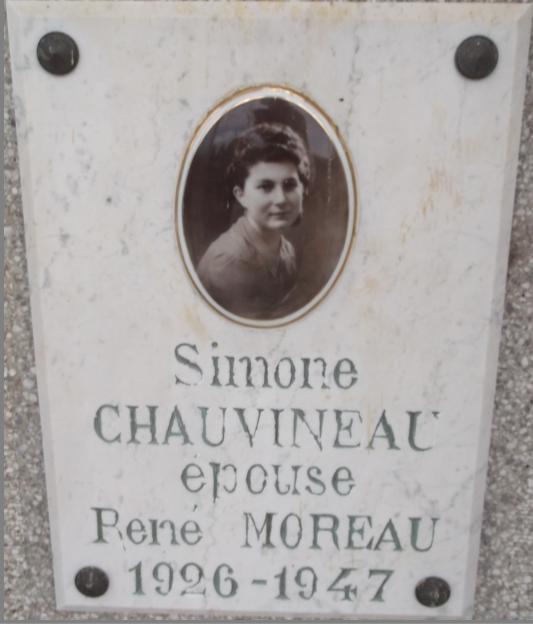 Simone
CHAUVINEAU
épouse
René MOREAU
1926-1947